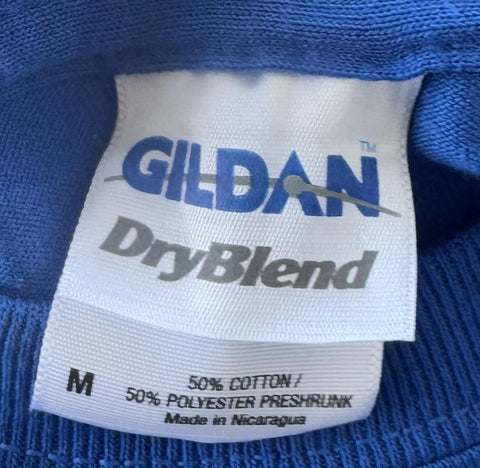 GILDAN™
DryBlend
M
50% COTTON /
50% POLYESTER PRESHRUNK
Made in Nicaragua